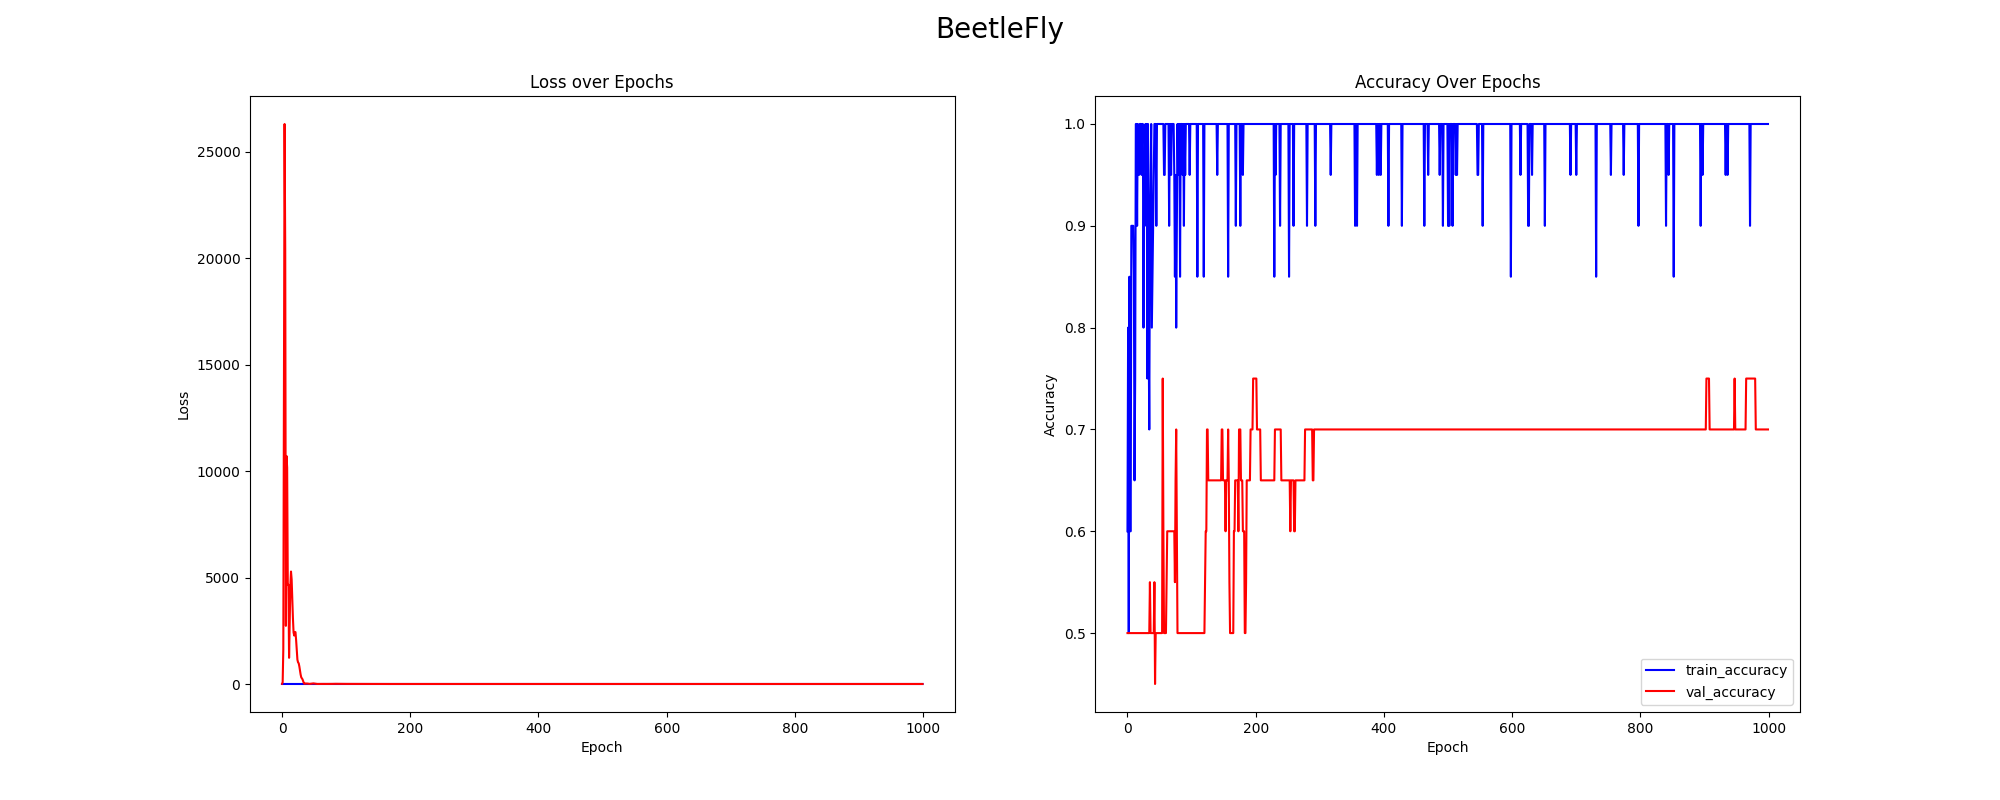 BeetleFly
Loss over Epochs
Loss
25000
20000
15000
10000
5000
0
0 200 400 600 800 1000
Epoch
Accuracy Over Epochs
Accuracy
1.0
0.9
0.8
0.7
0.6
0.5
train_accuracy
val_accuracy
0 200 400 600 800 1000
Epoch